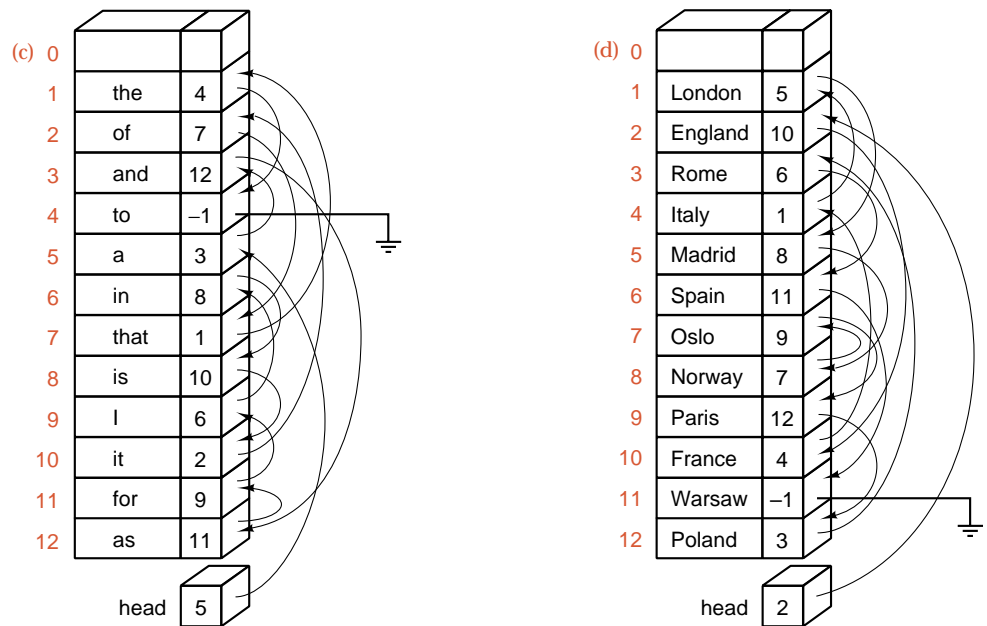 (c) 0
1 the 4
2 of 7
3 and 12
4 to –1
5 a 3
6 in 8
7 that 1
8 is 10
9 I 6
10 it 2
11 for 9
12 as 11
head 5
(d) 0
1 London 5
2 England 10
3 Rome 6
4 Italy 1
5 Madrid 8
6 Spain 11
7 Oslo 9
8 Norway 7
9 Paris 12
10 France 4
11 Warsaw –1
12 Poland 3
head 2